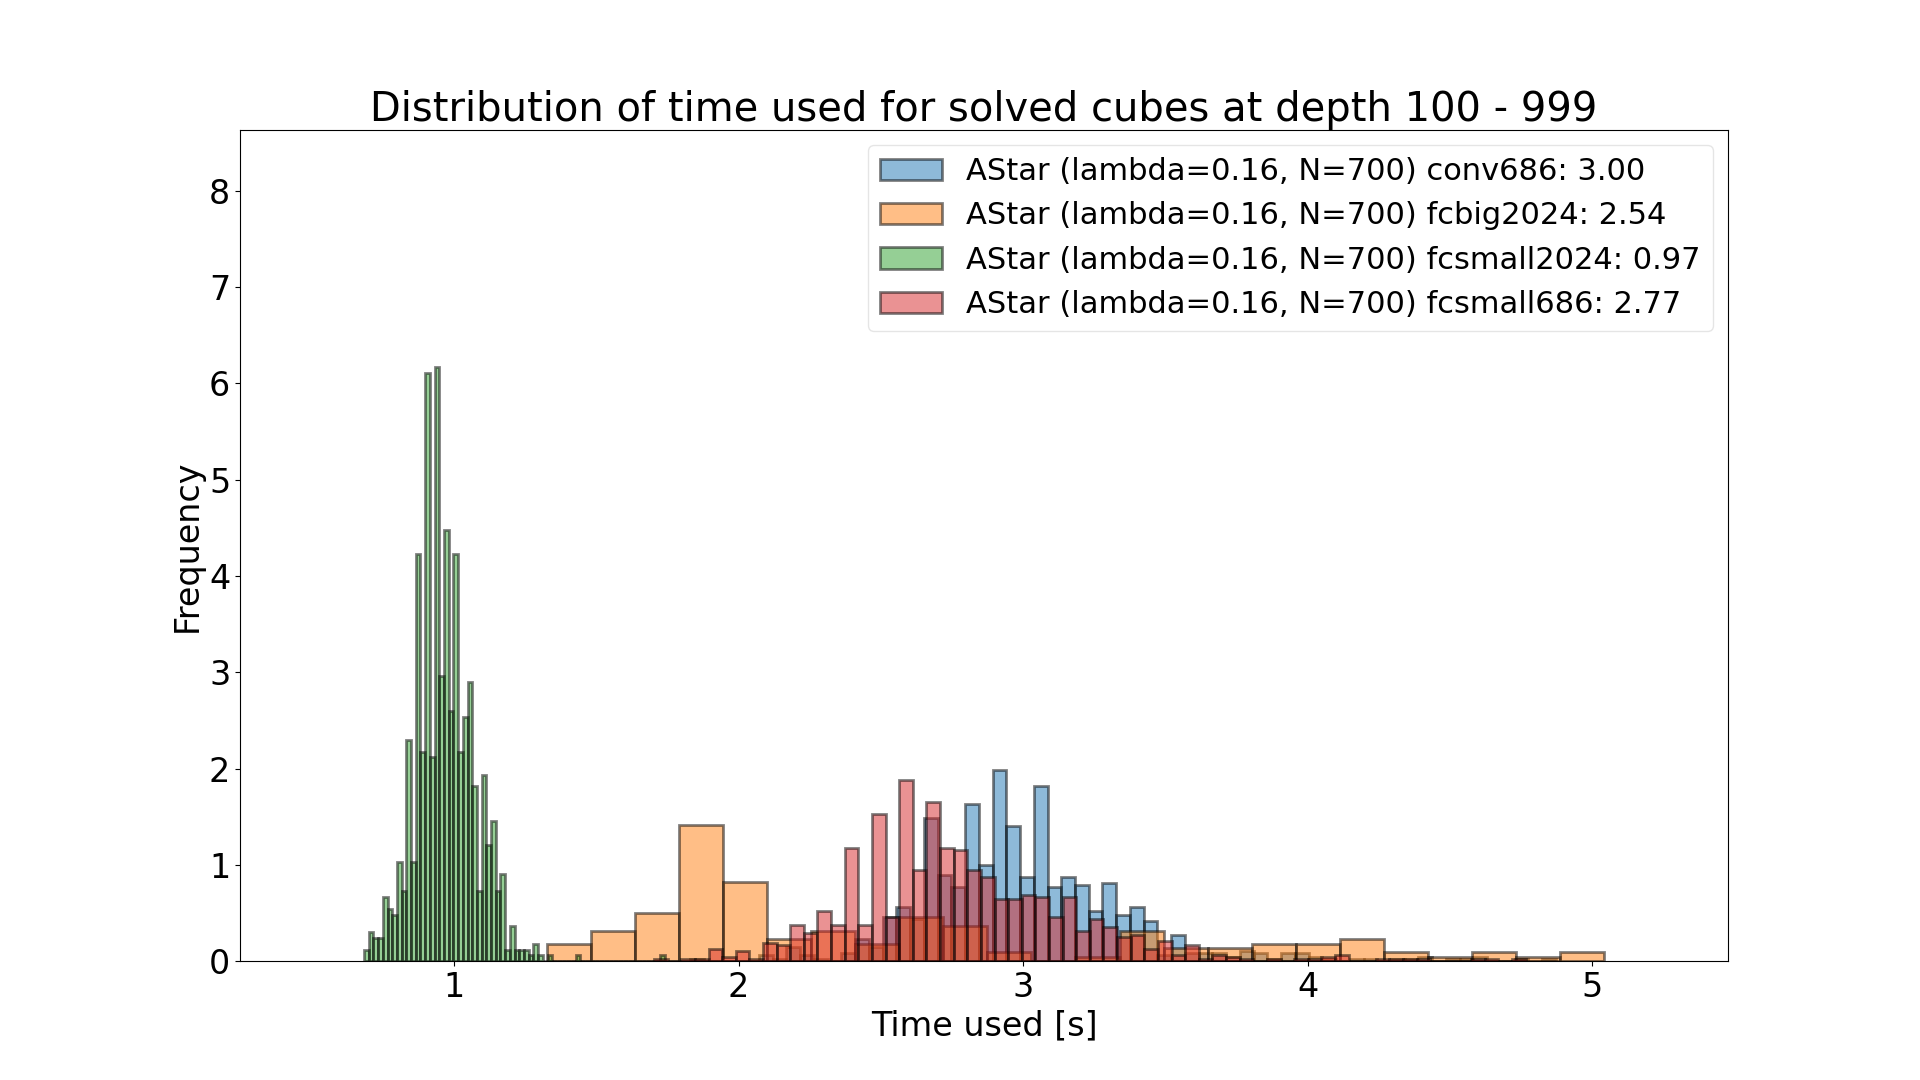 Distribution of time used for solved cubes at depth 100 - 999
AStar (lambda=0.16, N=700) conv686: 3.00
AStar (lambda=0.16, N=700) fcbig2024: 2.54
AStar (lambda=0.16, N=700) fcsmall2024: 0.97
AStar (lambda=0.16, N=700) fcsmall686: 2.77
Frequency
8
7
6
5
4
3
2
1
0
1 2 3 4 5
Time used [s]